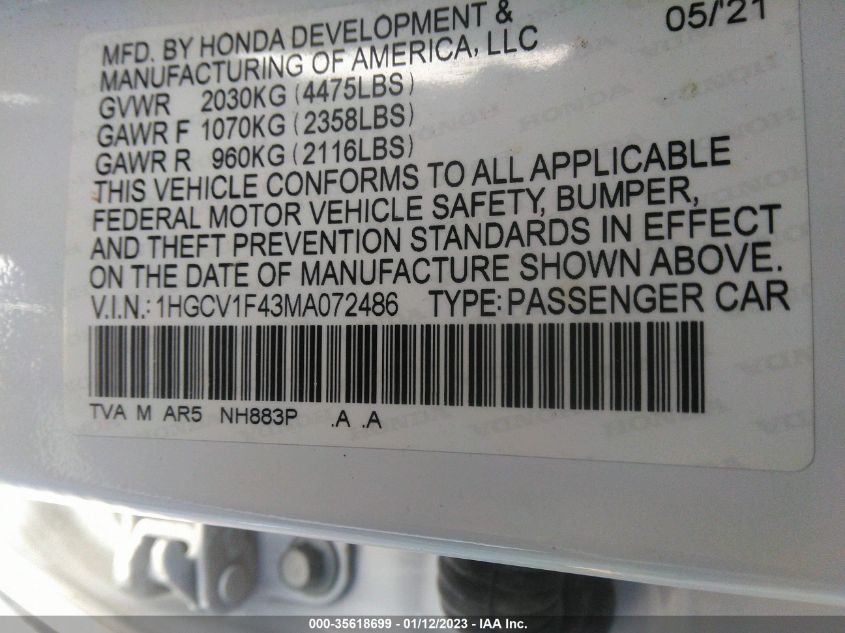 MFD. BY HONDA DEVELOPMENT & 05/'21
MANUFACTURING OF AMERICA, LLC
GVWR 2030KG (4475LBS)
GAWR F 1070KG (2358LBS)
GAWR R 960KG (2116LBS)
THIS VEHICLE CONFORMS TO ALL APPLICABLE
FEDERAL MOTOR VEHICLE SAFETY, BUMPER,
AND THEFT PREVENTION STANDARDS IN EFFECT
ON THE DATE OF MANUFACTURE SHOWN ABOVE.
V.I.N.: 1HGCV1F43MA072486 TYPE: PASSENGER CAR
TVA M AR5 NH883P .A .A
000-35618699 - 01/12/2023 - IAA Inc.